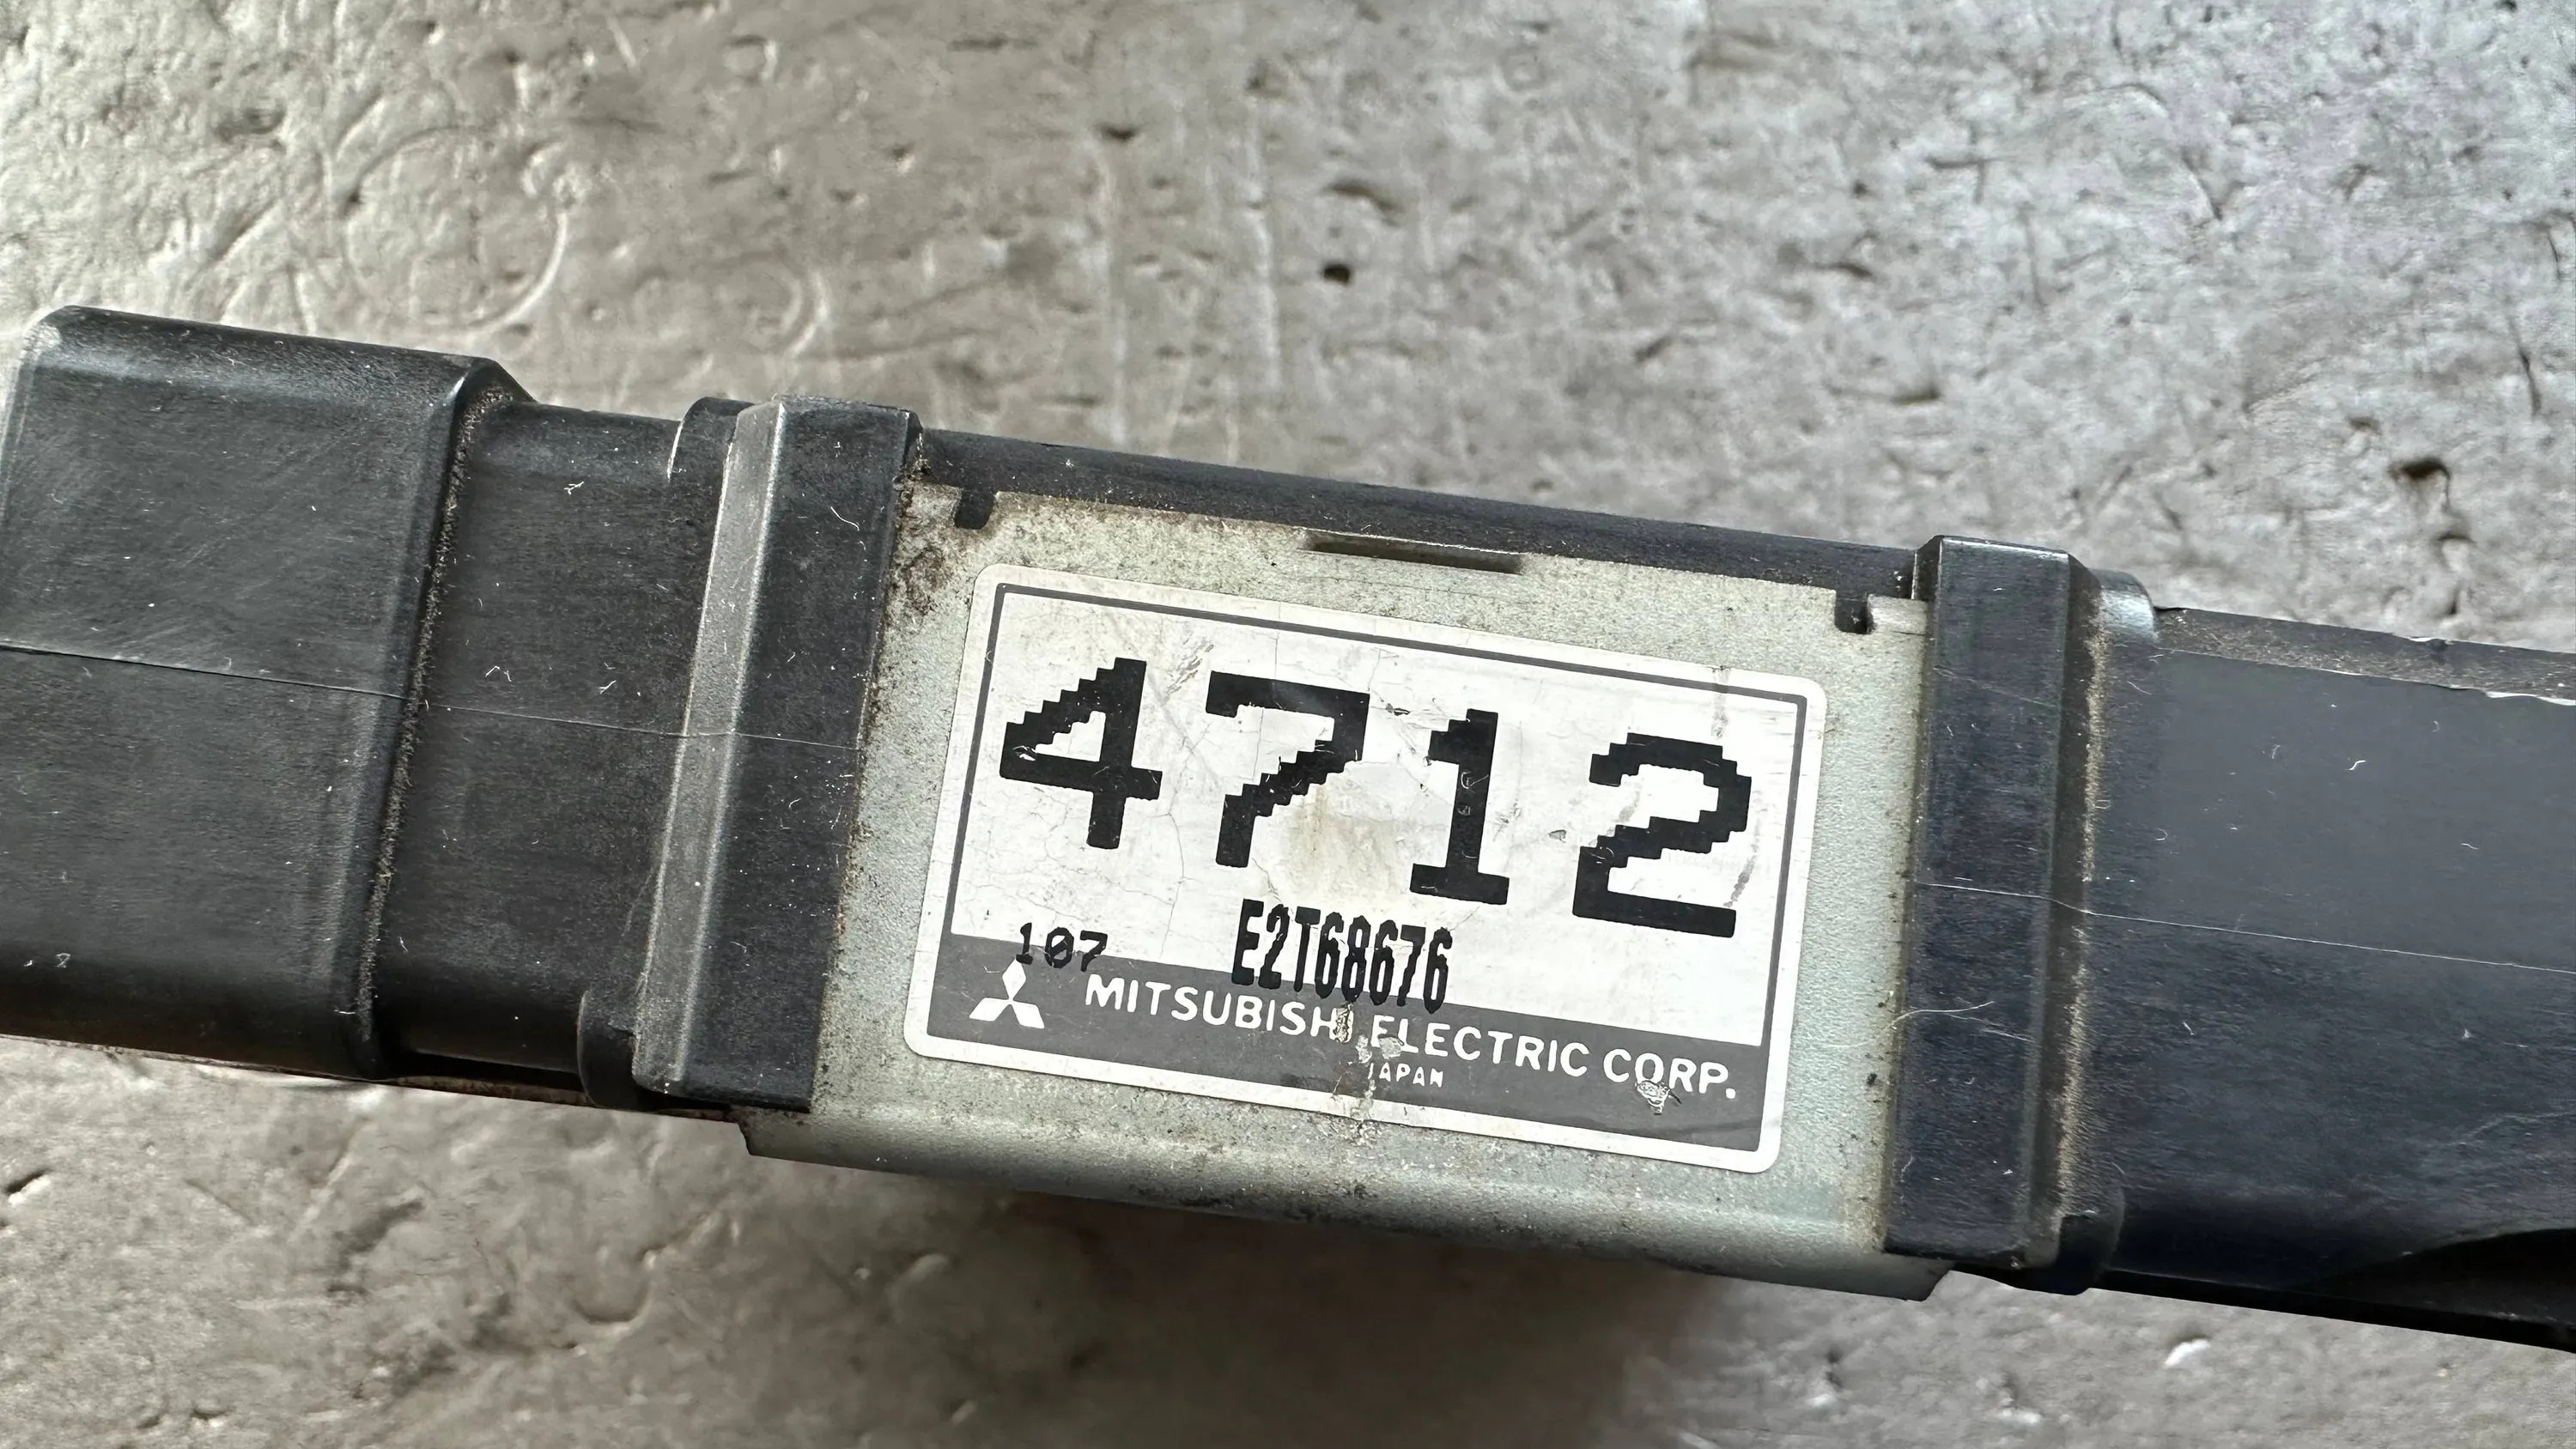 4712
E2T68676
107
MITSUBISHI ELECTRIC CORP.
JAPAN